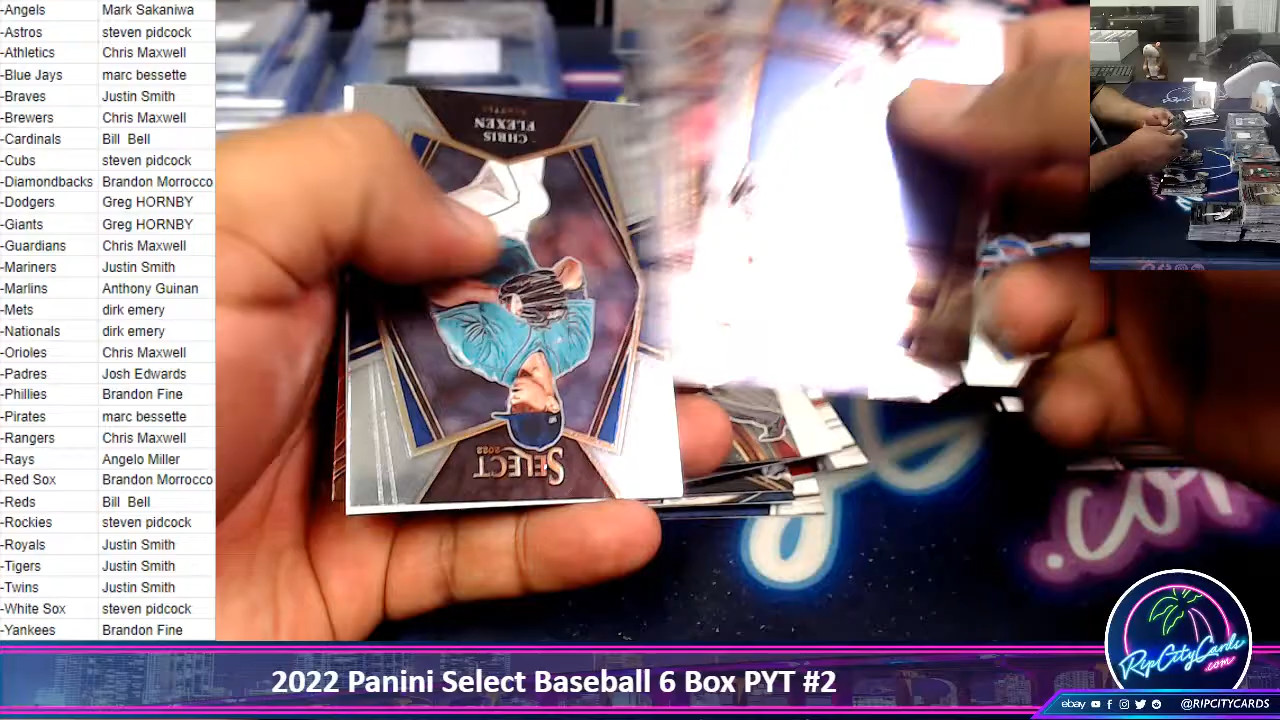 -Angels Mark Sakaniwa
-Astros steven pidcock
-Athletics Chris Maxwell
-Blue Jays marc bessette
-Braves Justin Smith
-Brewers Chris Maxwell
-Cardinals Bill Bell
-Cubs steven pidcock
-Diamondbacks Brandon Morrocco
-Dodgers Greg HORNBY
-Giants Greg HORNBY
-Guardians Chris Maxwell
-Mariners Justin Smith
-Marlins Anthony Guinan
-Mets dirk emery
-Nationals dirk emery
-Orioles Chris Maxwell
-Padres Josh Edwards
-Phillies Brandon Fine
-Pirates marc bessette
-Rangers Chris Maxwell
-Rays Angelo Miller
-Red Sox Brandon Morrocco
-Reds Bill Bell
-Rockies steven pidcock
-Royals Justin Smith
-Tigers Justin Smith
-Twins Justin Smith
-White Sox steven pidcock
-Yankees Brandon Fine
CHRIS
FLEXEN
2022
SELECT
.com
RipCityCards
.com
2022 Panini Select Baseball 6 Box PYT #2
ebay @RIPCITYCARDS